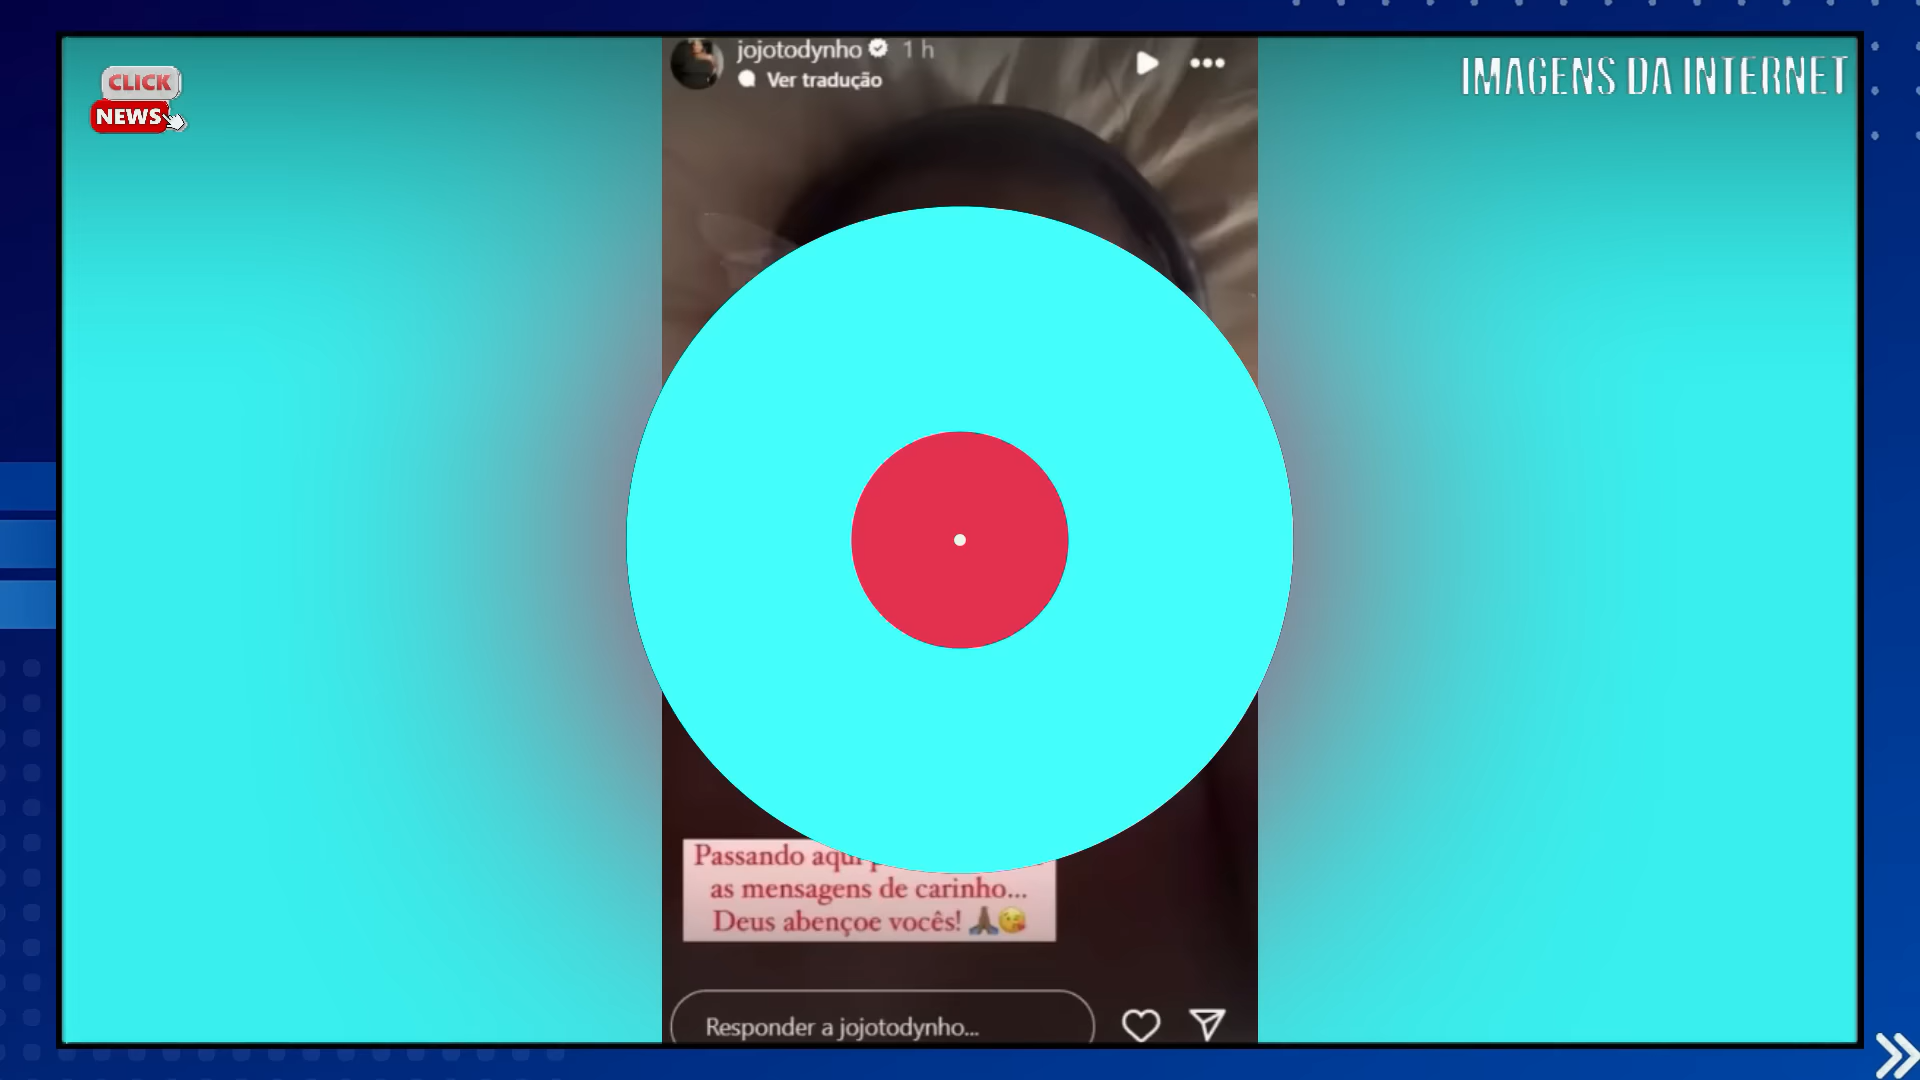 CLICK
NEWS
IMAGENS DA INTERNET
jojotodynho 1 h
Ver tradução
Passando aqui
as mensagens de carinho...
Deus abençoe vocês! 🙏🏾😘
Responder a jojotodynho...